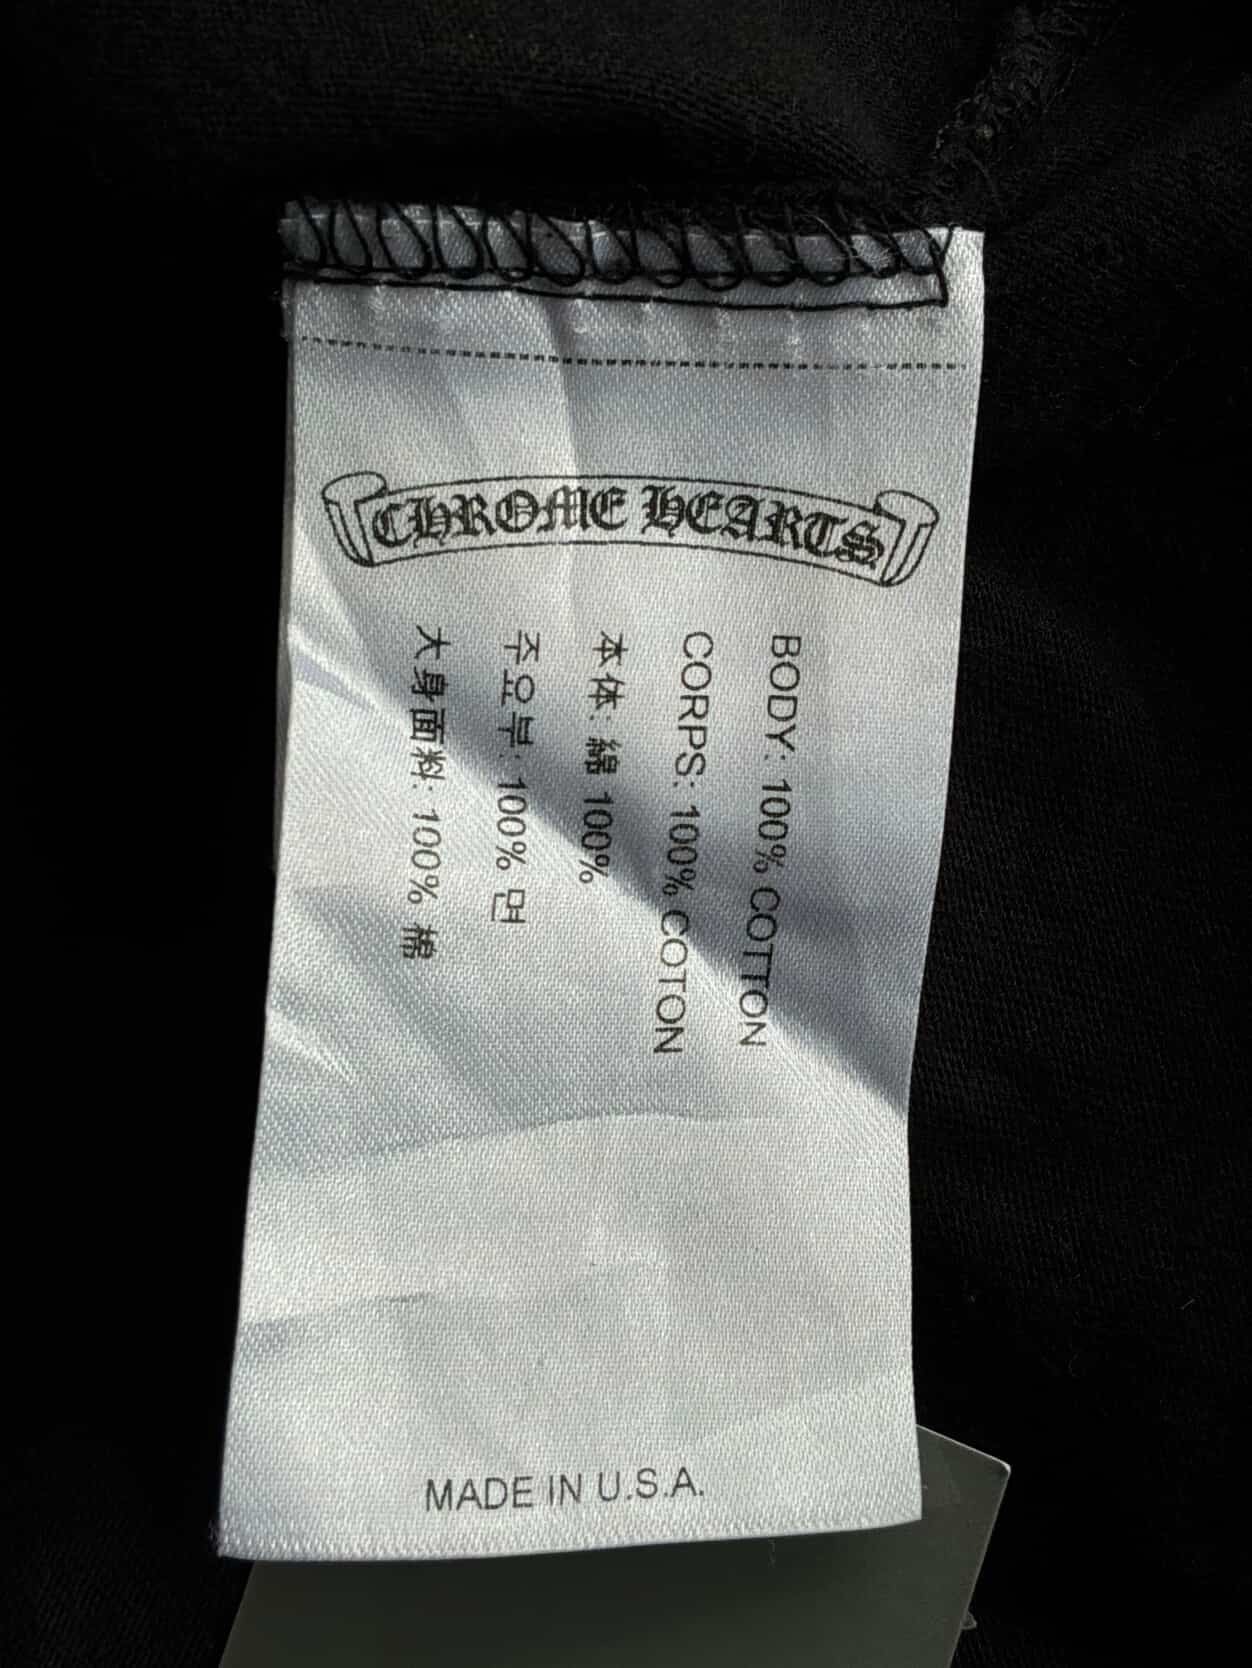 CHROME HEARTS
BODY: 100% COTTON
CORPS: 100% COTON
本体: 綿 100%
주요부: 100% 면
大身面料: 100% 棉
MADE IN U.S.A.